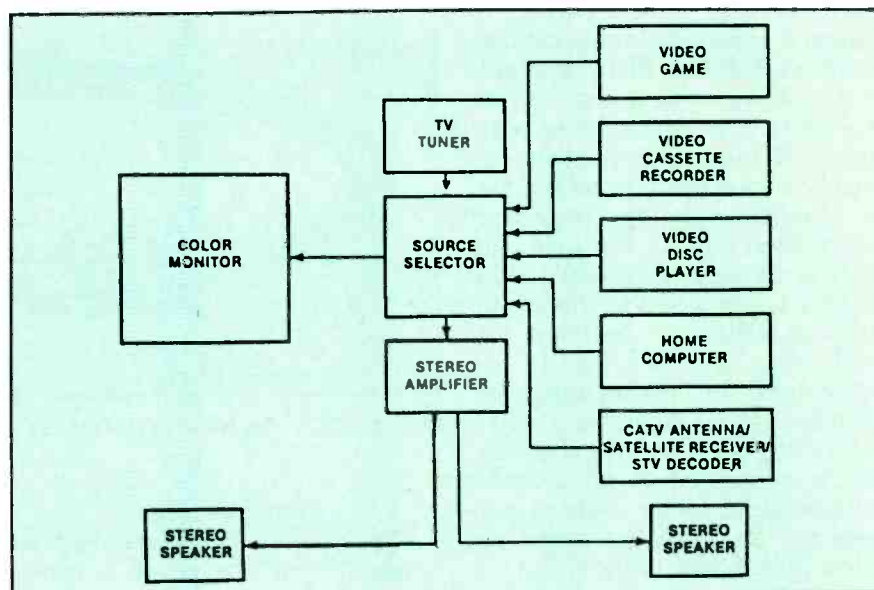 VIDEO
GAME
TV
TUNER
VIDEO
CASSETTE
RECORDER
COLOR
MONITOR
SOURCE
SELECTOR
VIDEO
DISC
PLAYER
HOME
COMPUTER
STEREO
AMPLIFIER
CATV ANTENNA/
SATELLITE RECEIVER/
STV DECODER
STEREO
SPEAKER
STEREO
SPEAKER